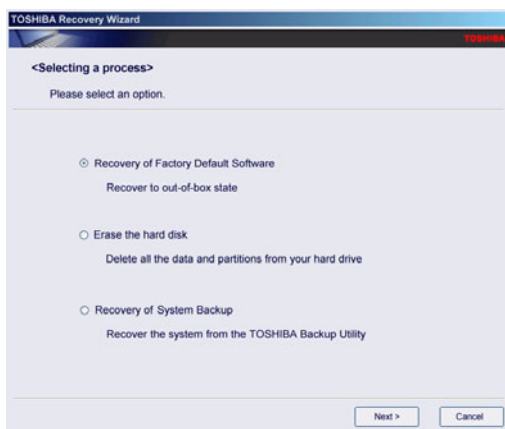 TOSHIBA Recovery Wizard
TOSHIBA
<Selecting a process>
Please select an option.
Recovery of Factory Default Software
Recover to out-of-box state
Erase the hard disk
Delete all the data and partitions from your hard drive
Recovery of System Backup
Recover the system from the TOSHIBA Backup Utility
Next >
Cancel